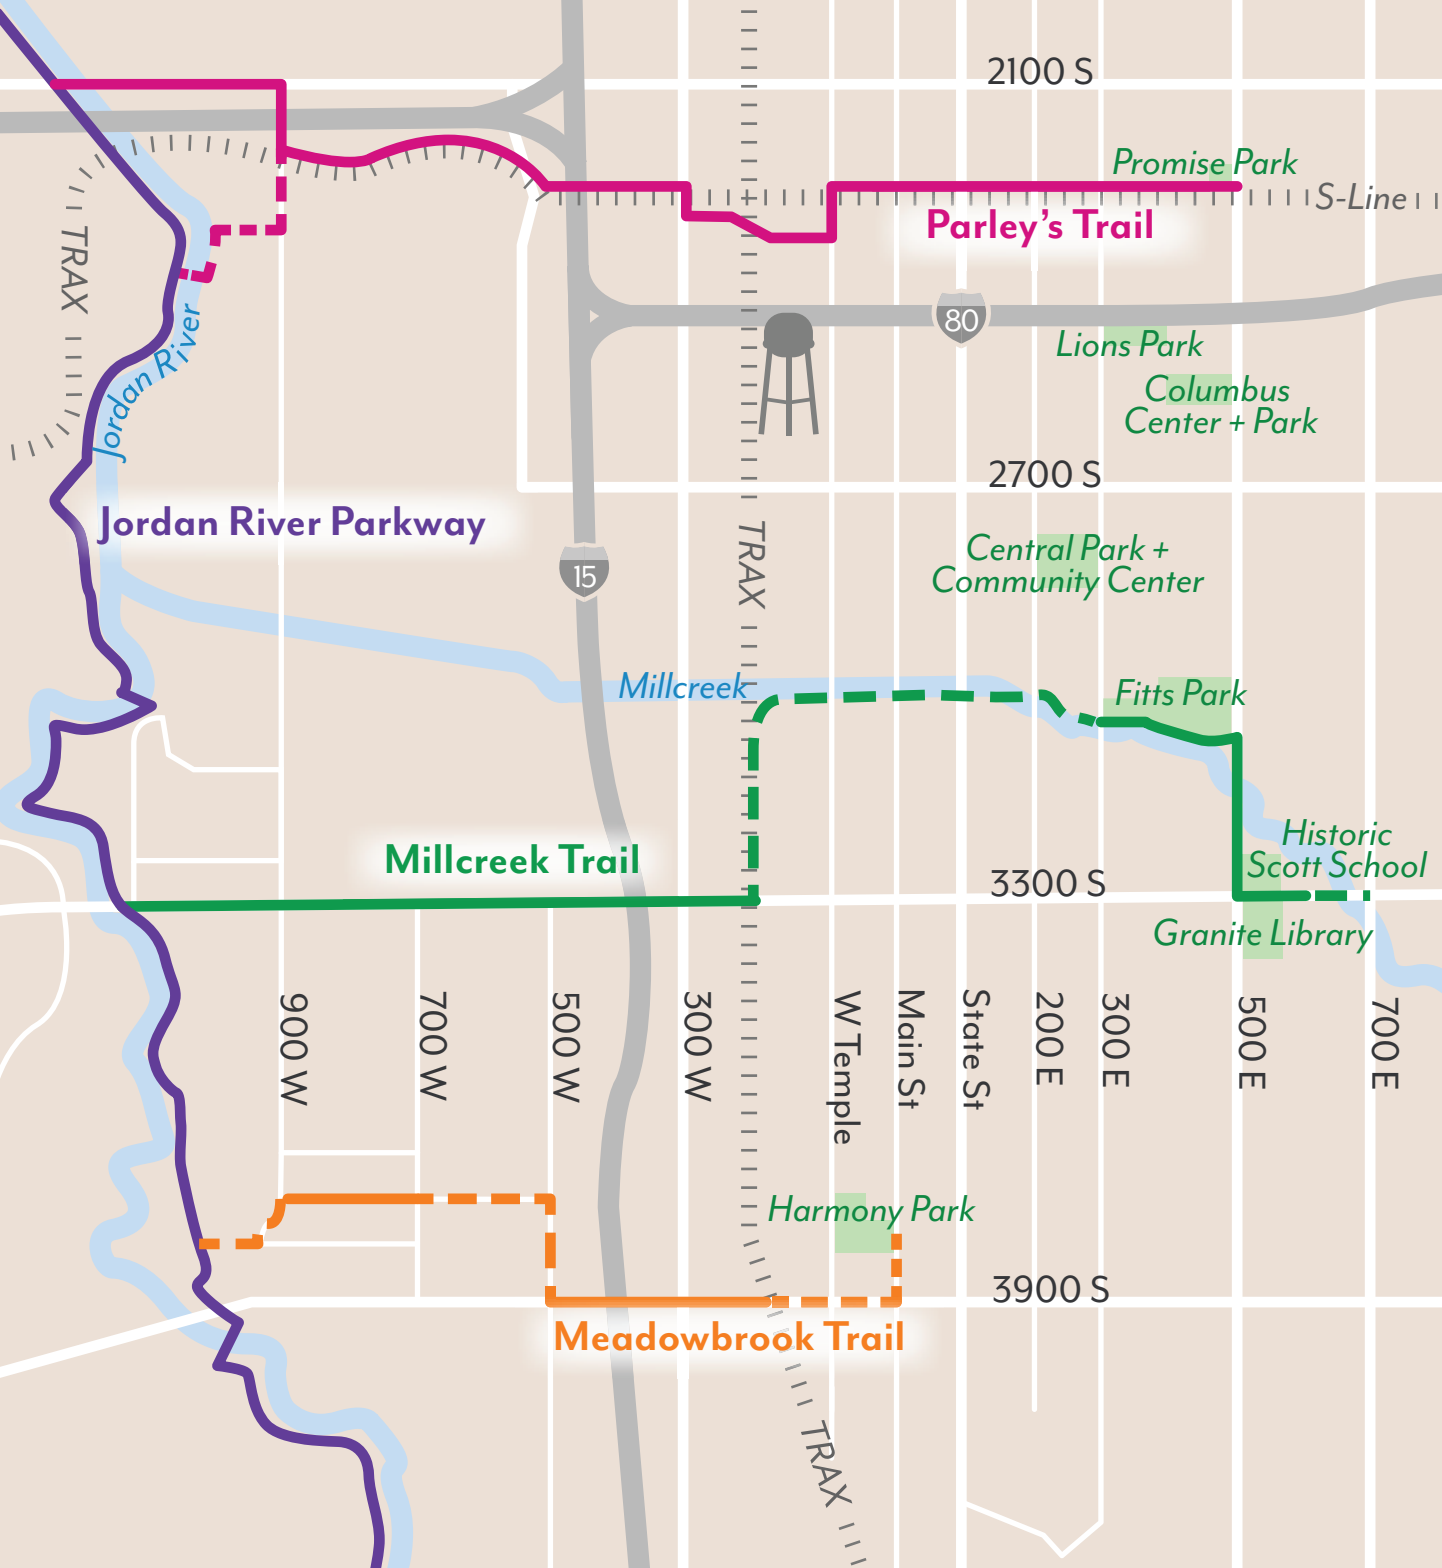 2100 S
Promise Park
S-Line
Parley's Trail
TRAX
80
Jordan River
Lions Park
Columbus
Center + Park
2700 S
Jordan River Parkway
TRAX
Central Park +
Community Center
15
Millcreek
Fitts Park
Historic
Scott School
Millcreek Trail
3300 S
Granite Library
900 W
700 W
500 W
300 W
W Temple
Main St
State St
200 E
300 E
500 E
700 E
Harmony Park
3900 S
Meadowbrook Trail
TRAX